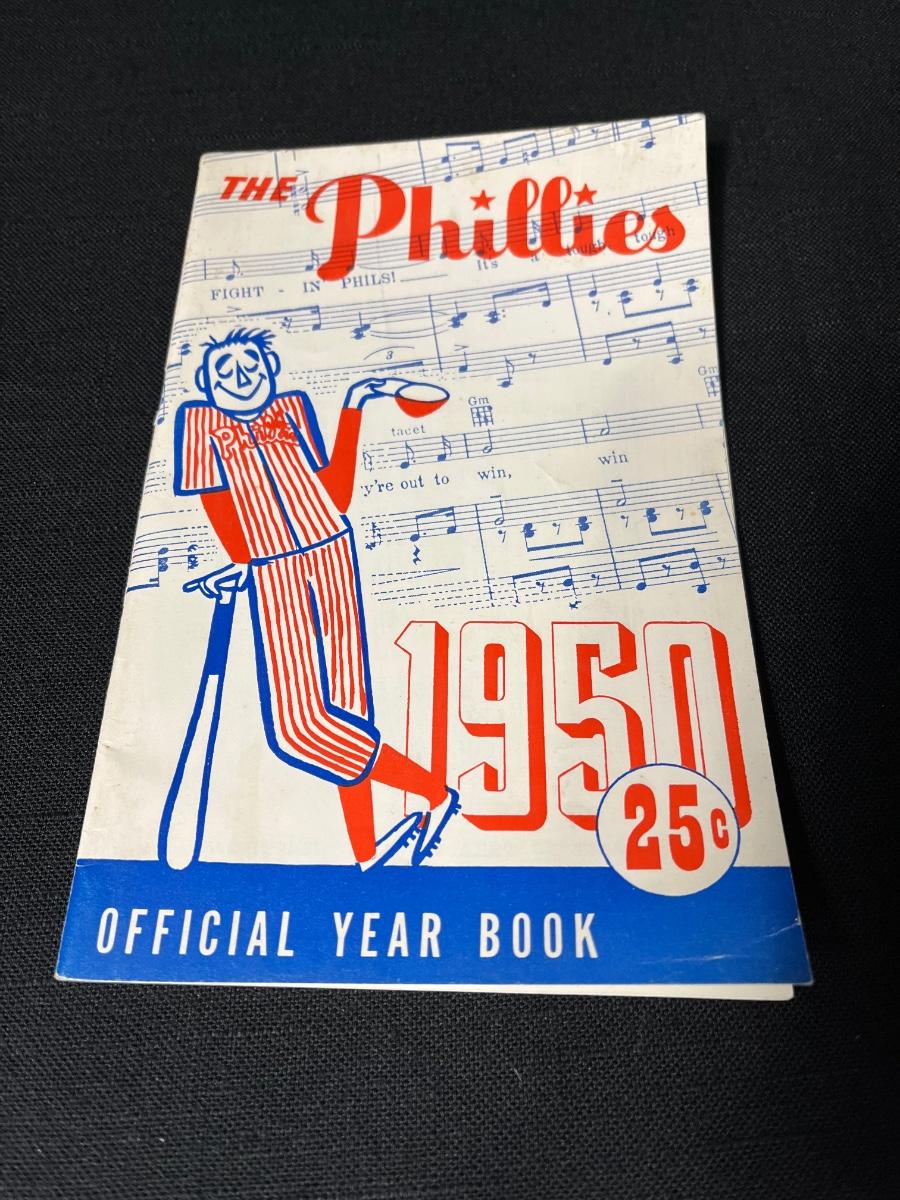 THE Phillies
It's a tough, tough
FIGHT - IN' PHILS!
3
Gm
Gm
tacet
Phillies
y're out to win, win
1950
25c
OFFICIAL YEAR BOOK